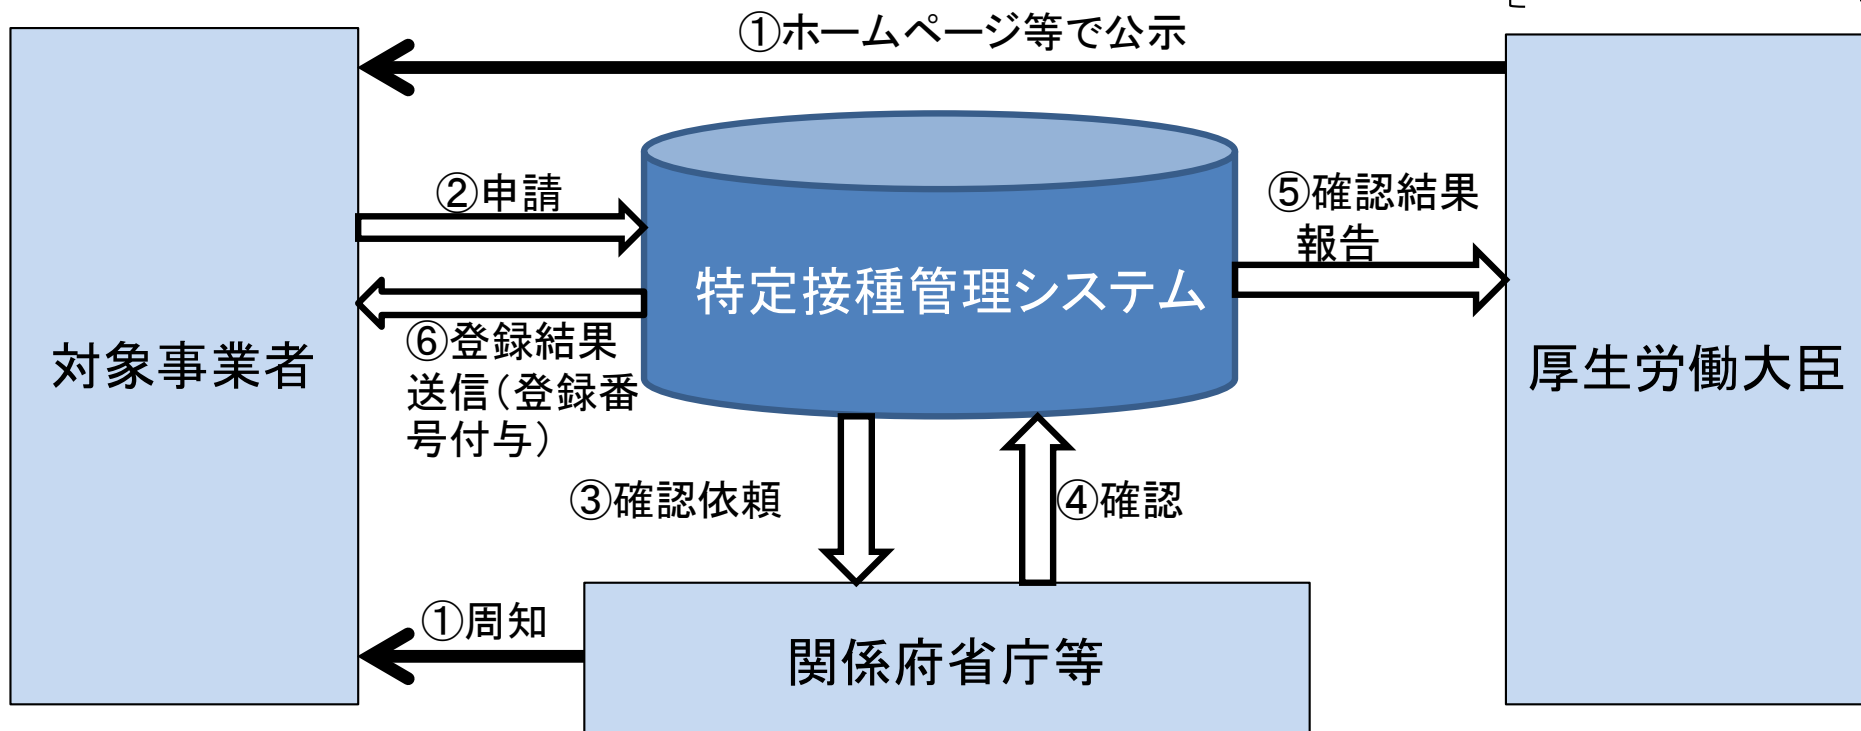 ①ホームページ等で公示
②申請
特定接種管理システム
⑤確認結果
報告
対象事業者
⑥登録結果
送信(登録番
号付与)
厚生労働大臣
③確認依頼
④確認
①周知
関係府省庁等